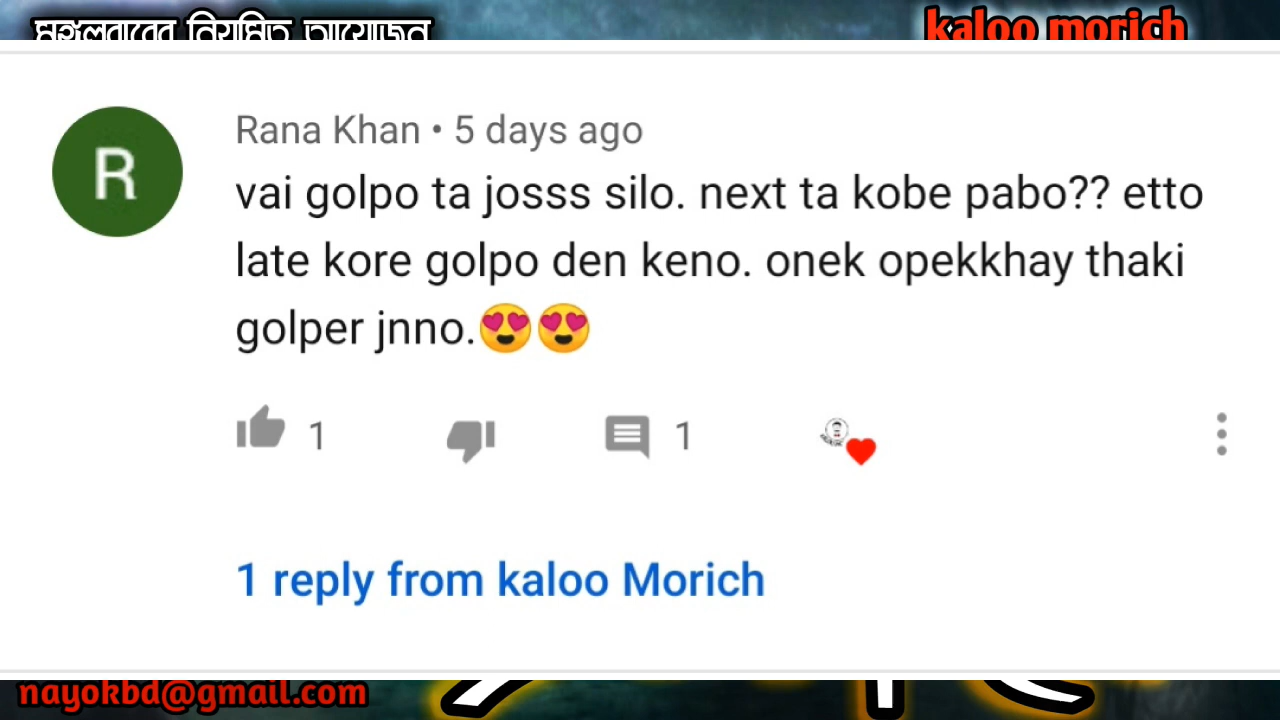 মঙ্গলবারের নিয়মিত আয়োজন
kaloo morich
R
Rana Khan • 5 days ago
vai golpo ta josss silo. next ta kobe pabo?? etto
late kore golpo den keno. onek opekkhay thaki
golper jnno.😍😍
1
1
1 reply from kaloo Morich
nayokbd@gmail.com